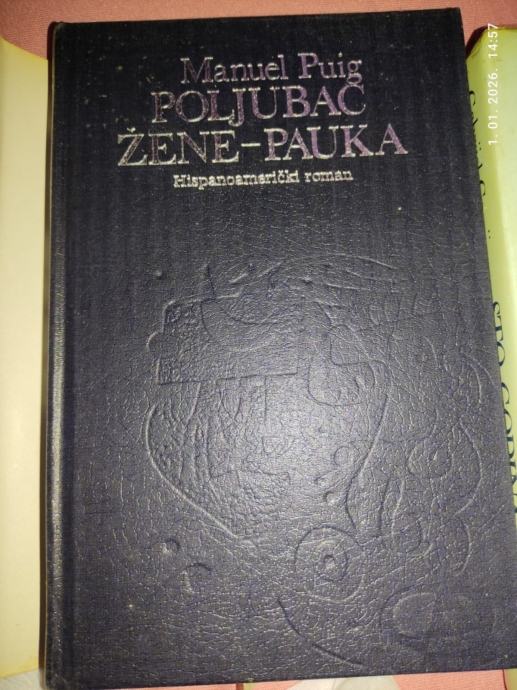 Manuel Puig
POLJUBAC
ŽENE–PAUKA
Hispanoamerički roman
1. 01. 2026. 14:57